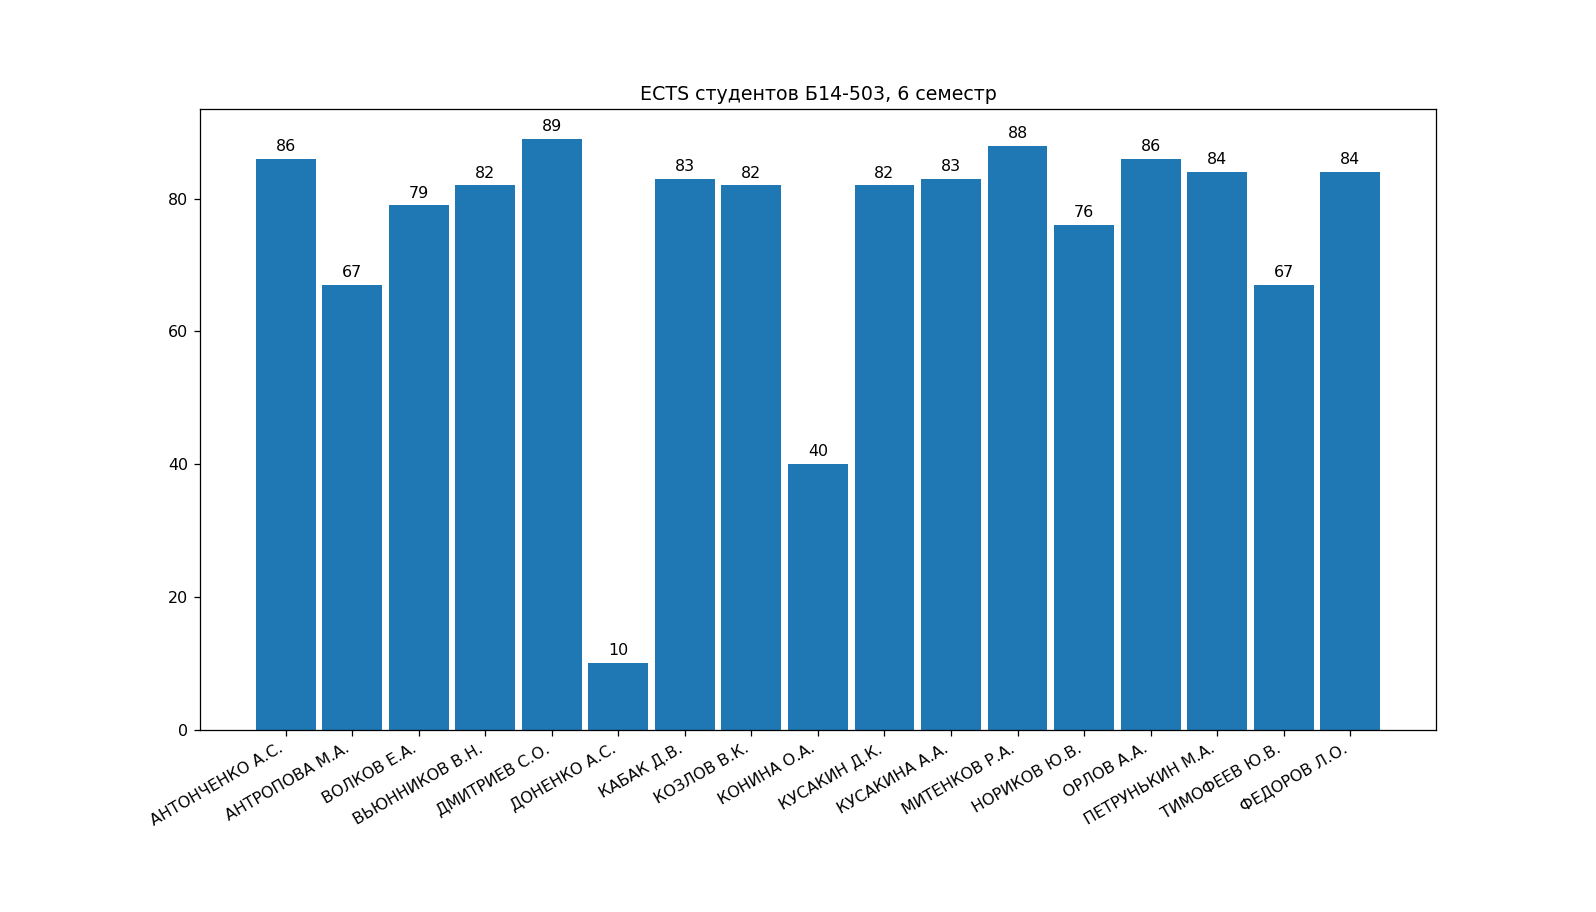 ECTS студентов Б14-503, 6 семестр
86
67
79
82
89
10
83
82
40
82
83
88
76
86
84
67
84
80
60
40
20
0
АНТОНЧЕНКО А.С.
АНТРОПОВА М.А.
ВОЛКОВ Е.А.
ВЬЮННИКОВ В.Н.
ДМИТРИЕВ С.О.
ДОНЕНКО А.С.
КАБАК Д.В.
КОЗЛОВ В.К.
КОНИНА О.А.
КУСАКИН Д.К.
КУСАКИНА А.А.
МИТЕНКОВ Р.А.
НОРИКОВ Ю.В.
ОРЛОВ А.А.
ПЕТРУНЬКИН М.А.
ТИМОФЕЕВ Ю.В.
ФЕДОРОВ Л.О.